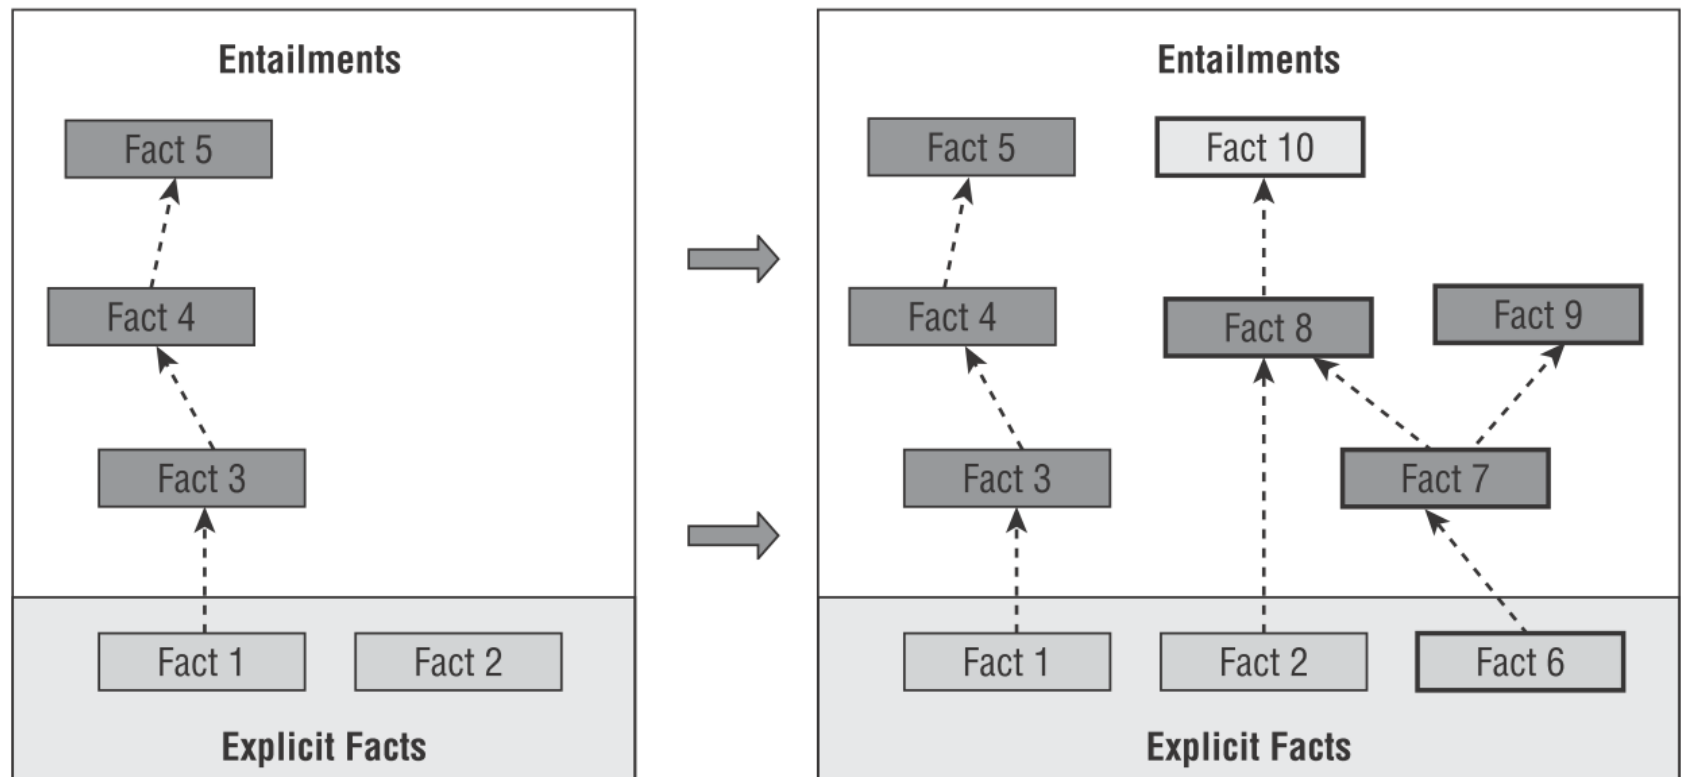 Entailments
Fact 5
Fact 4
Fact 3
Fact 1
Fact 2
Explicit Facts
Entailments
Fact 5
Fact 10
Fact 4
Fact 8
Fact 9
Fact 3
Fact 7
Fact 1
Fact 2
Fact 6
Explicit Facts